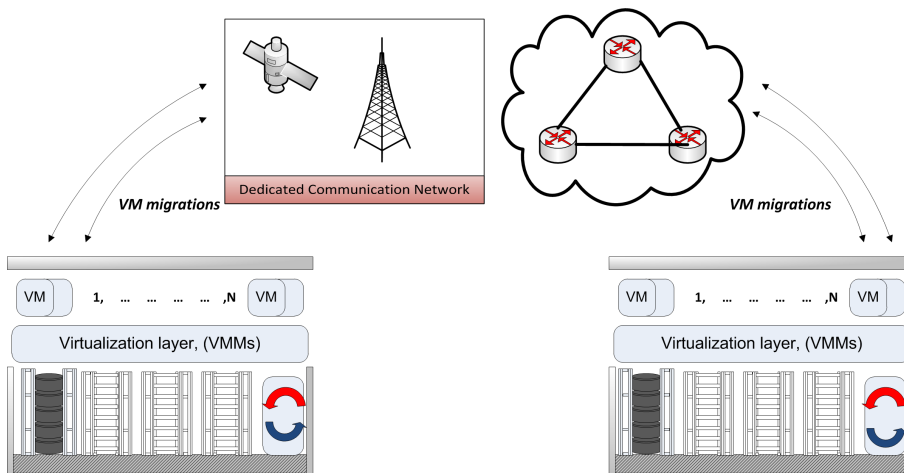 Dedicated Communication Network
VM migrations
VM migrations
VM 1, ... ... ... ... ,N VM
Virtualization layer, (VMMs)
VM 1, ... ... ... ... ,N VM
Virtualization layer, (VMMs)